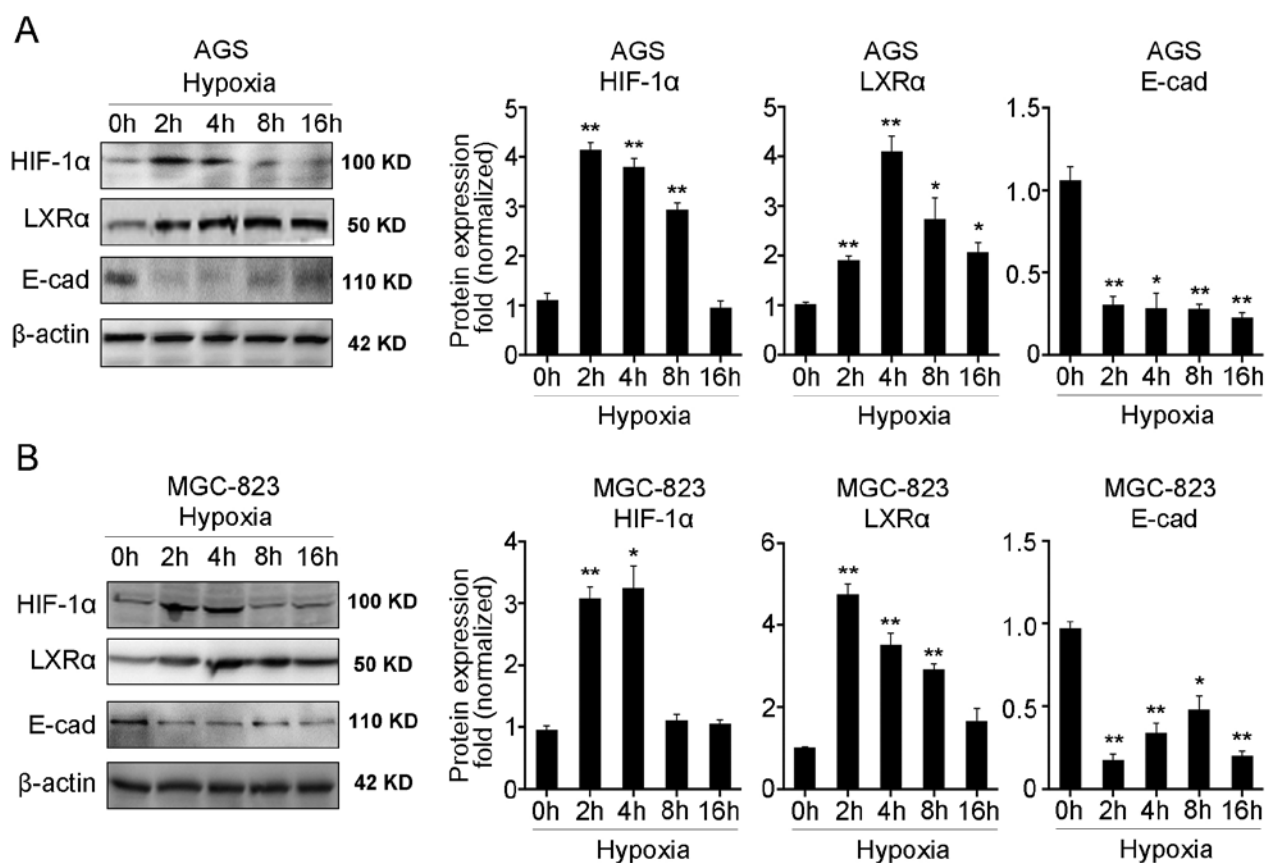 A
AGS
Hypoxia
0h 2h 4h 8h 16h
HIF-1α 100 KD
LXRα 50 KD
E-cad 110 KD
β-actin 42 KD
AGS
HIF-1α
Protein expression
fold (normalized)
5
4
3
2
1
0
** ** **
0h 2h 4h 8h 16h
Hypoxia
AGS
LXRα
5
4
3
2
1
0
** ** * *
0h 2h 4h 8h 16h
Hypoxia
AGS
E-cad
1.5
1.0
0.5
0
** * ** **
0h 2h 4h 8h 16h
Hypoxia
B
MGC-823
Hypoxia
0h 2h 4h 8h 16h
HIF-1α 100 KD
LXRα 50 KD
E-cad 110 KD
β-actin 42 KD
MGC-823
HIF-1α
Protein expression
fold (normalized)
4
3
2
1
0
** *
0h 2h 4h 8h 16h
Hypoxia
MGC-823
LXRα
6
4
2
0
** ** **
0h 2h 4h 8h 16h
Hypoxia
MGC-823
E-cad
1.5
1.0
0.5
0
** ** * **
0h 2h 4h 8h 16h
Hypoxia